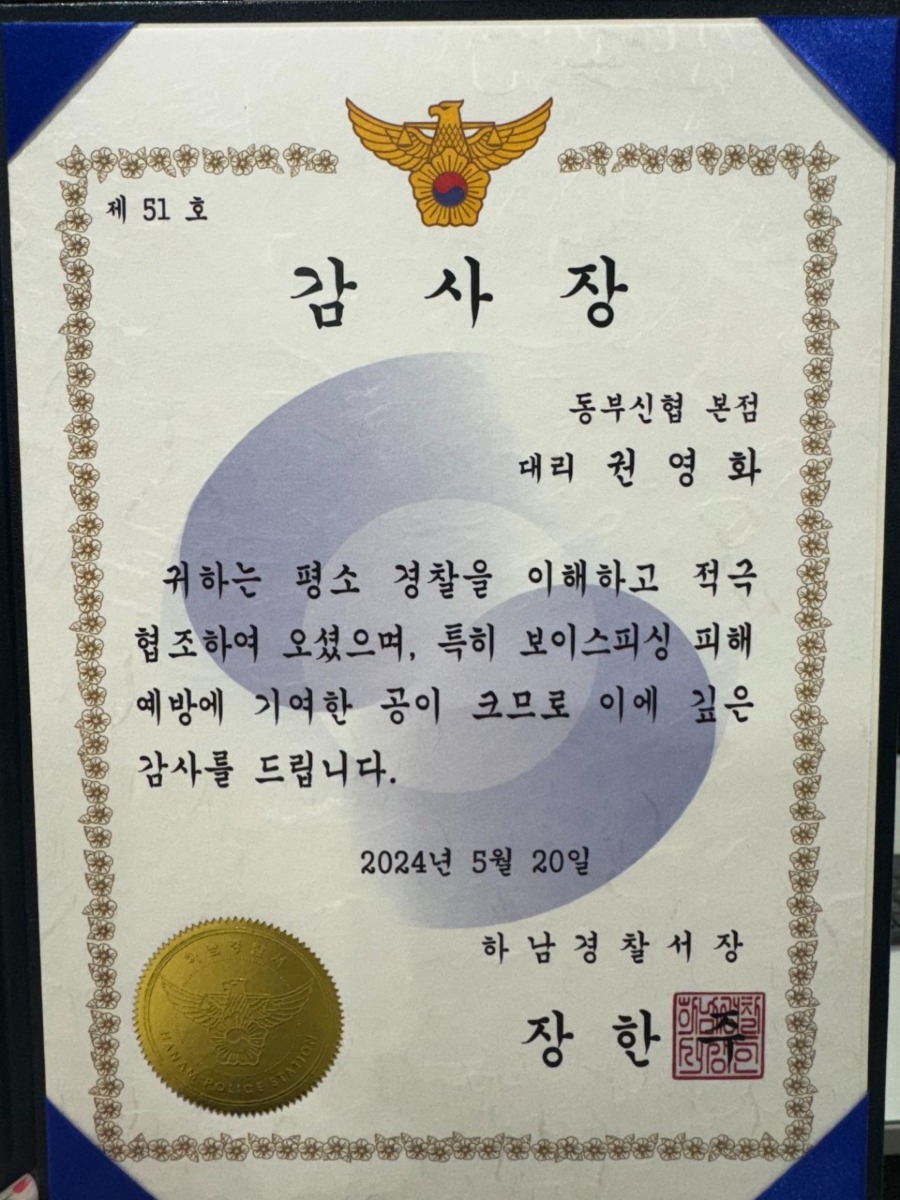 제 51 호
감 사 장
동부신협 본점
대리 권 영 화
귀하는 평소 경찰을 이해하고 적극
협조하여 오셨으며, 특히 보이스피싱 피해
예방에 기여한 공이 크므로 이에 깊은
감사를 드립니다.
2024년 5월 20일
하남경찰서장
장 한 주
HANAM POLICE STATION